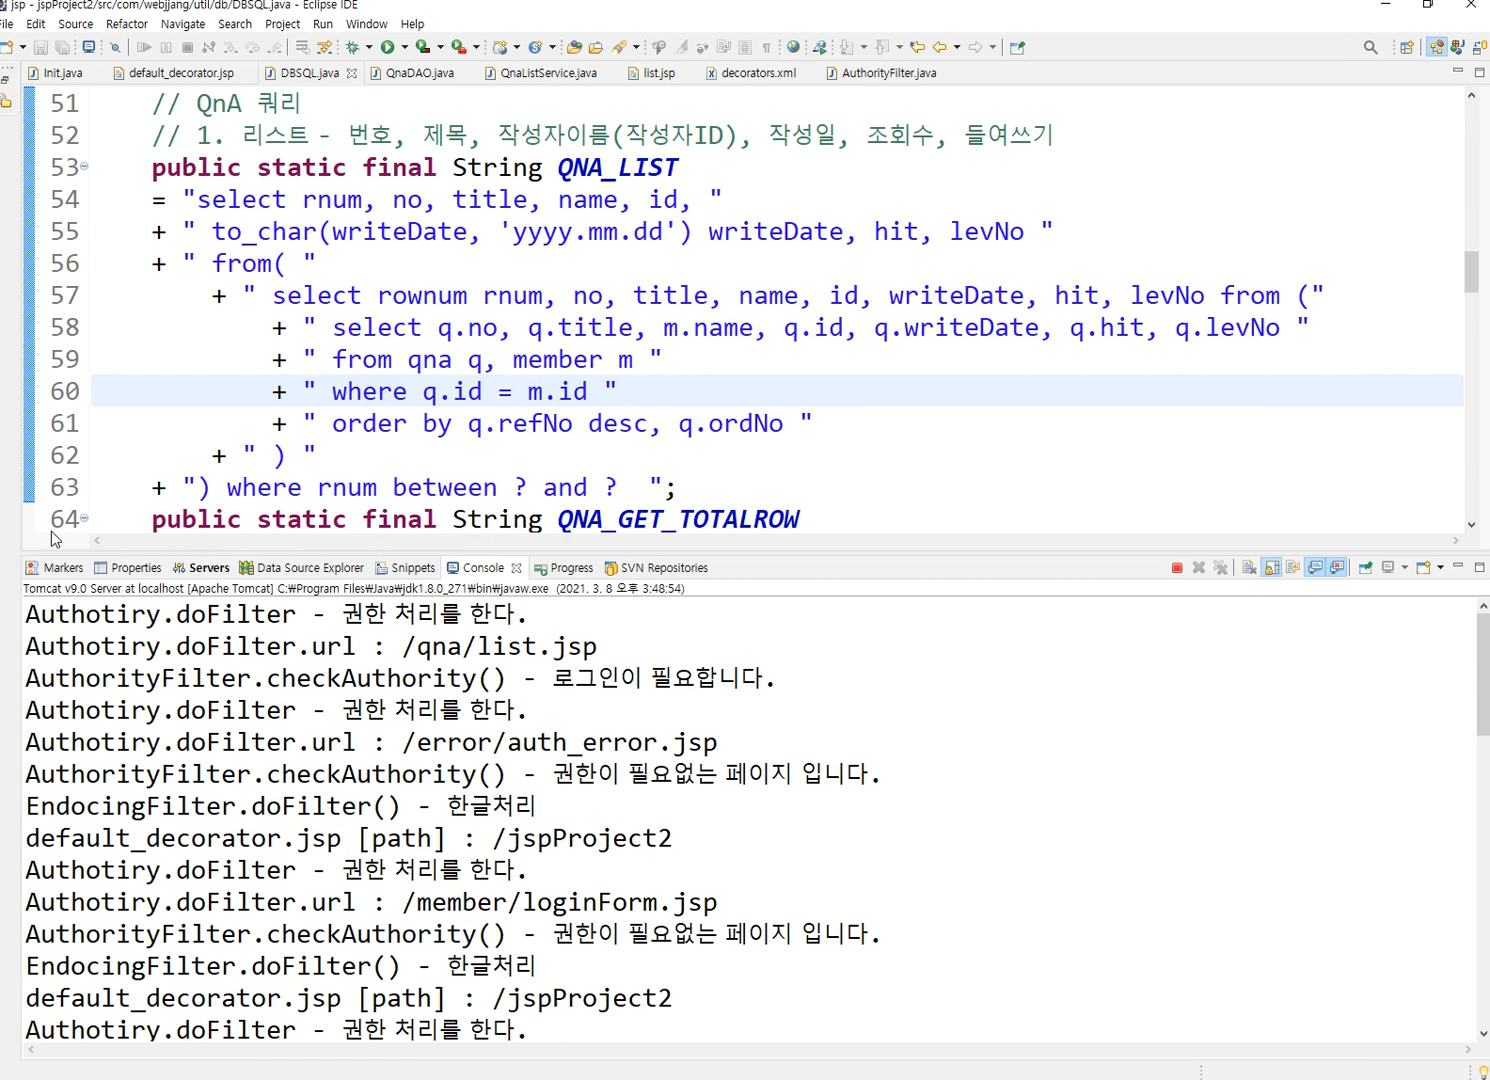 jsp - jspProject2/src/com/webjjang/util/db/DBSQL.java - Eclipse IDE
File Edit Source Refactor Navigate Search Project Run Window Help
Init.java default_decorator.jsp DBSQL.java QnaDAO.java QnaListService.java list.jsp decorators.xml AuthorityFilter.java
51 // QnA 쿼리
52 // 1. 리스트 - 번호, 제목, 작성자이름(작성자ID), 작성일, 조회수, 들여쓰기
53 public static final String QNA_LIST
54 = "select rnum, no, title, name, id, "
55 + " to_char(writeDate, 'yyyy.mm.dd') writeDate, hit, levNo "
56 + " from( "
57 + " select rownum rnum, no, title, name, id, writeDate, hit, levNo from ("
58 + " select q.no, q.title, m.name, q.id, q.writeDate, q.hit, q.levNo "
59 + " from qna q, member m "
60 + " where q.id = m.id "
61 + " order by q.refNo desc, q.ordNo "
62 + " ) "
63 + ") where rnum between ? and ?  ";
64 public static final String QNA_GET_TOTALROW
Markers Properties Servers Data Source Explorer Snippets Console Progress SVN Repositories
Tomcat v9.0 Server at localhost [Apache Tomcat] C:₩Program Files₩Java₩jdk1.8.0_271₩bin₩javaw.exe (2021. 3. 8 오후 3:48:54)
Authotiry.doFilter - 권한 처리를 한다.
Authotiry.doFilter.url : /qna/list.jsp
AuthorityFilter.checkAuthority() - 로그인이 필요합니다.
Authotiry.doFilter - 권한 처리를 한다.
Authotiry.doFilter.url : /error/auth_error.jsp
AuthorityFilter.checkAuthority() - 권한이 필요없는 페이지 입니다.
EndocingFilter.doFilter() - 한글처리
default_decorator.jsp [path] : /jspProject2
Authotiry.doFilter - 권한 처리를 한다.
Authotiry.doFilter.url : /member/loginForm.jsp
AuthorityFilter.checkAuthority() - 권한이 필요없는 페이지 입니다.
EndocingFilter.doFilter() - 한글처리
default_decorator.jsp [path] : /jspProject2
Authotiry.doFilter - 권한 처리를 한다.